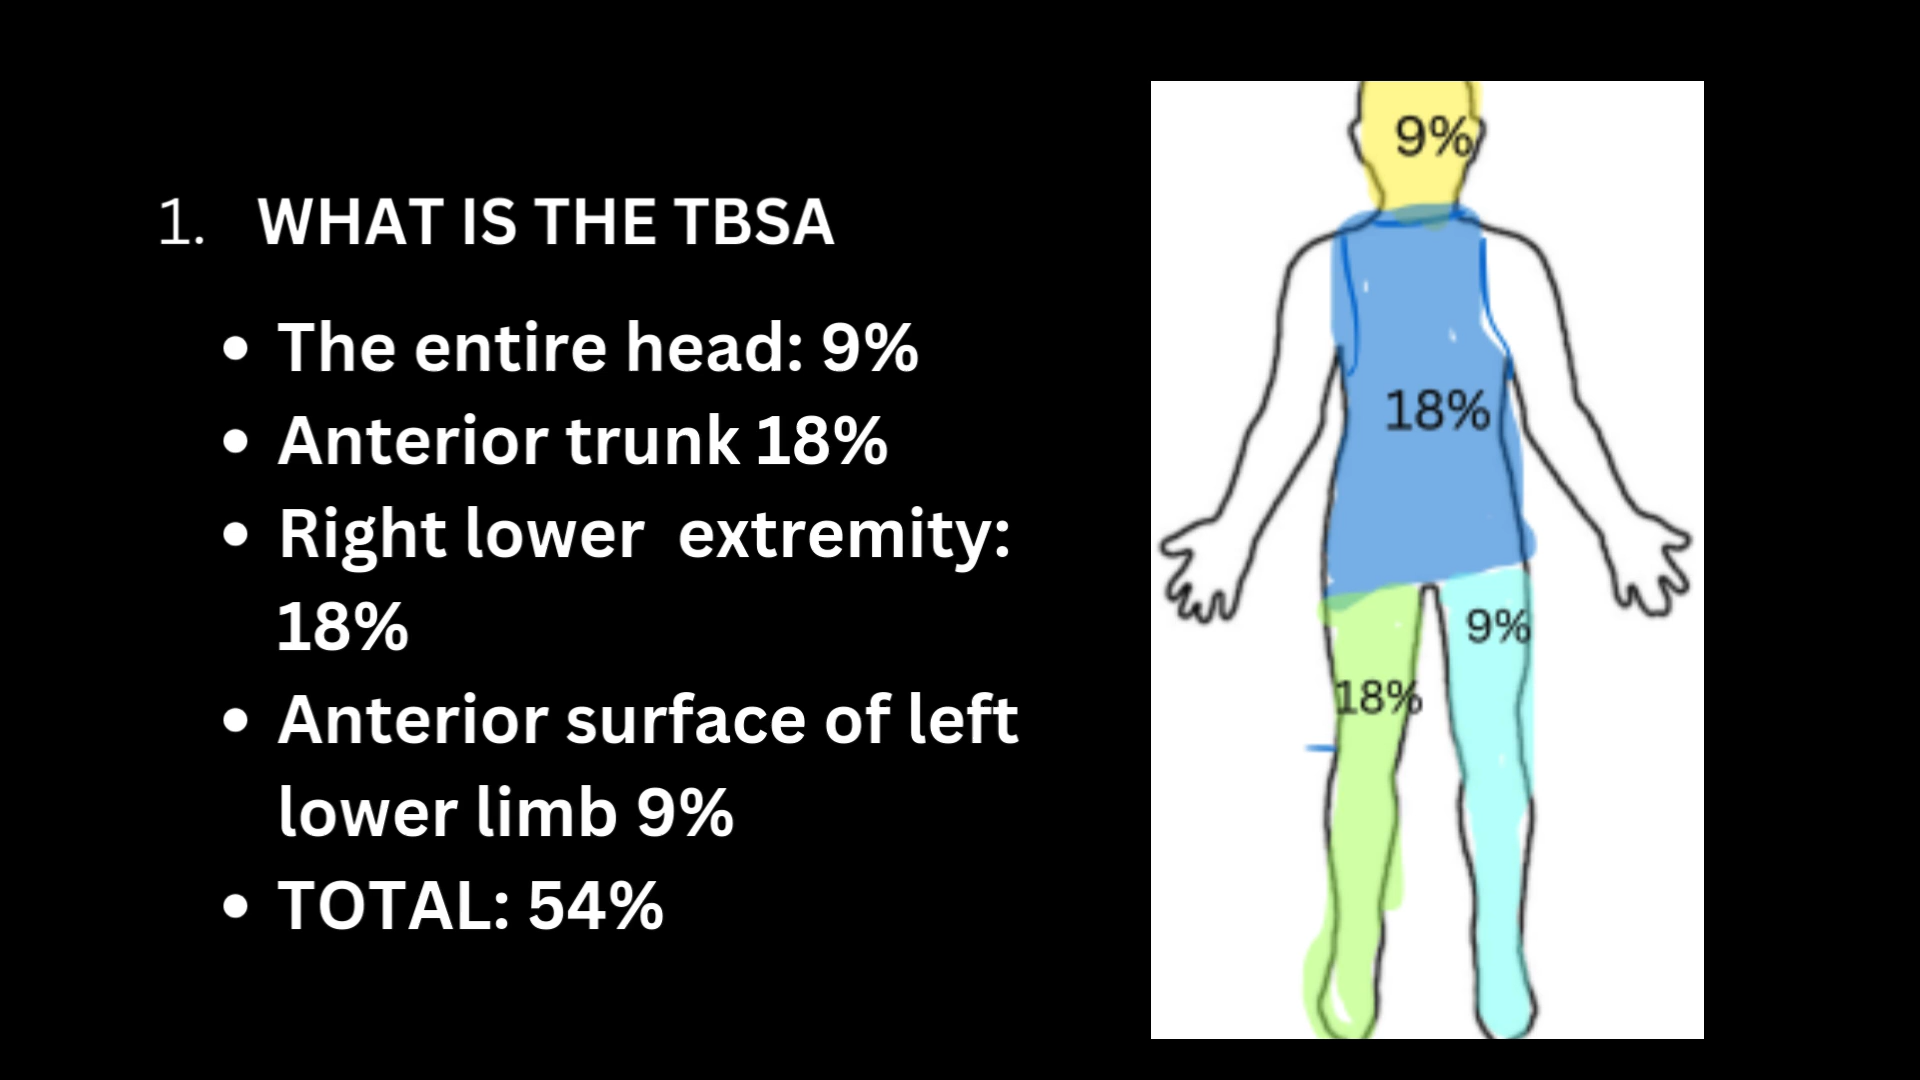 1. WHAT IS THE TBSA
• The entire head: 9%
• Anterior trunk 18%
• Right lower  extremity:
18%
• Anterior surface of left
lower limb 9%
• TOTAL: 54%
9%
18%
9%
18%